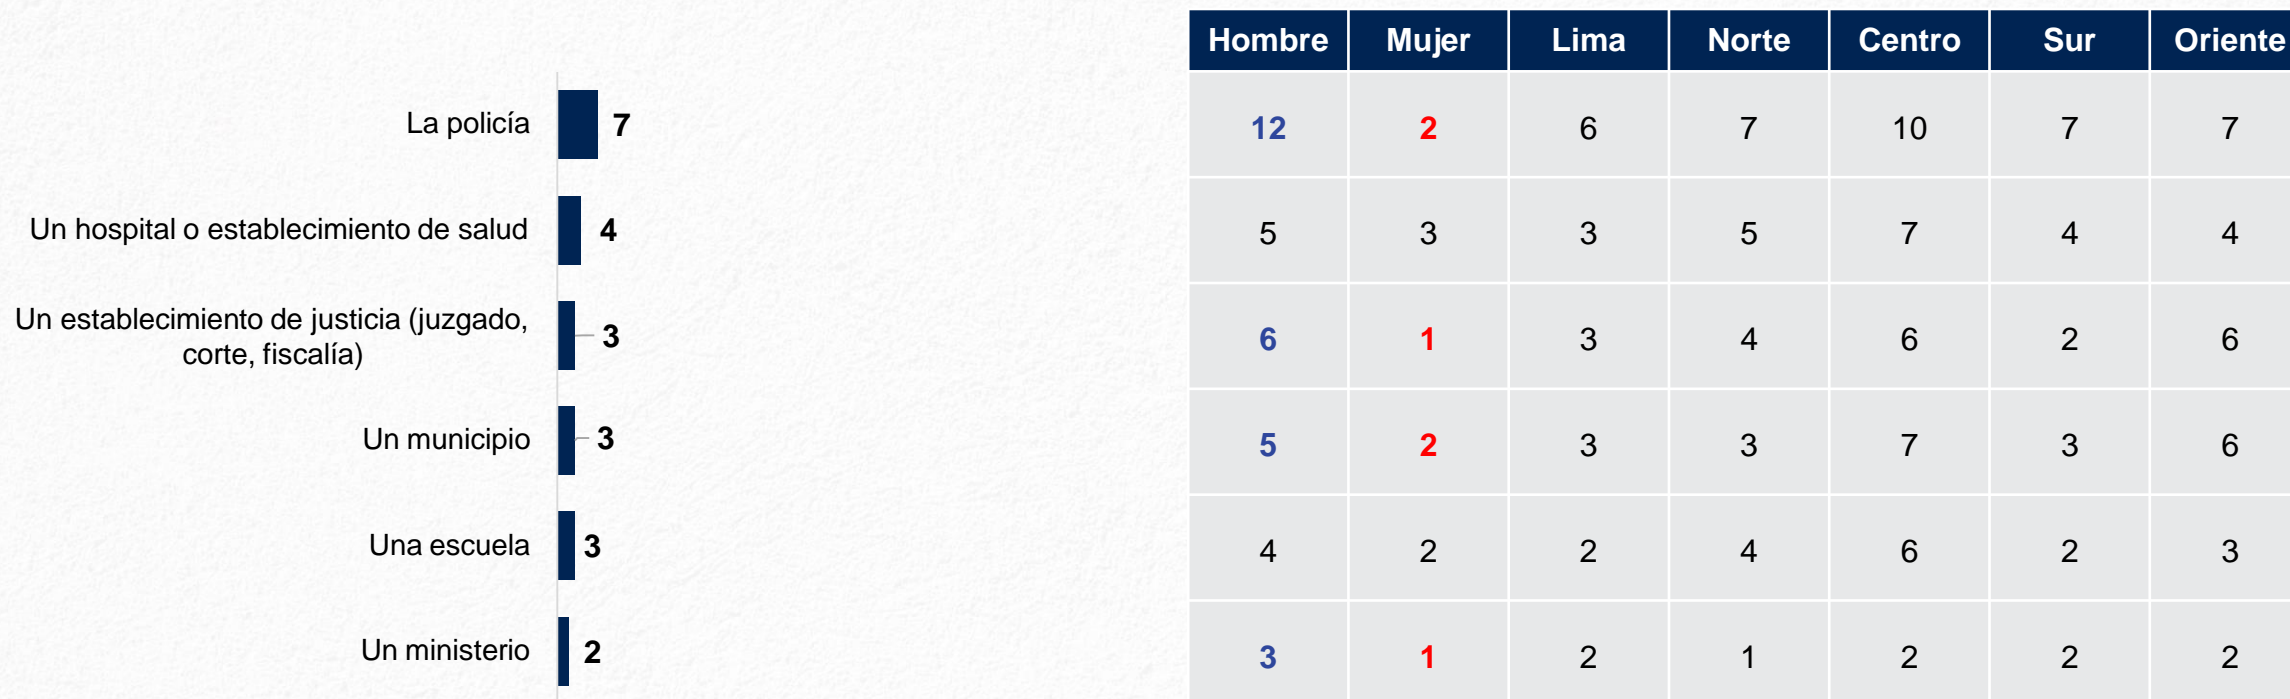 Hombre Mujer Lima Norte Centro Sur Oriente
La policía 7 12 2 6 7 10 7 7
Un hospital o establecimiento de salud 4 5 3 3 5 7 4 4
Un establecimiento de justicia (juzgado,
corte, fiscalía) 3 6 1 3 4 6 2 6
Un municipio 3 5 2 3 3 7 3 6
Una escuela 3 4 2 2 4 6 2 3
Un ministerio 2 3 1 2 1 2 2 2